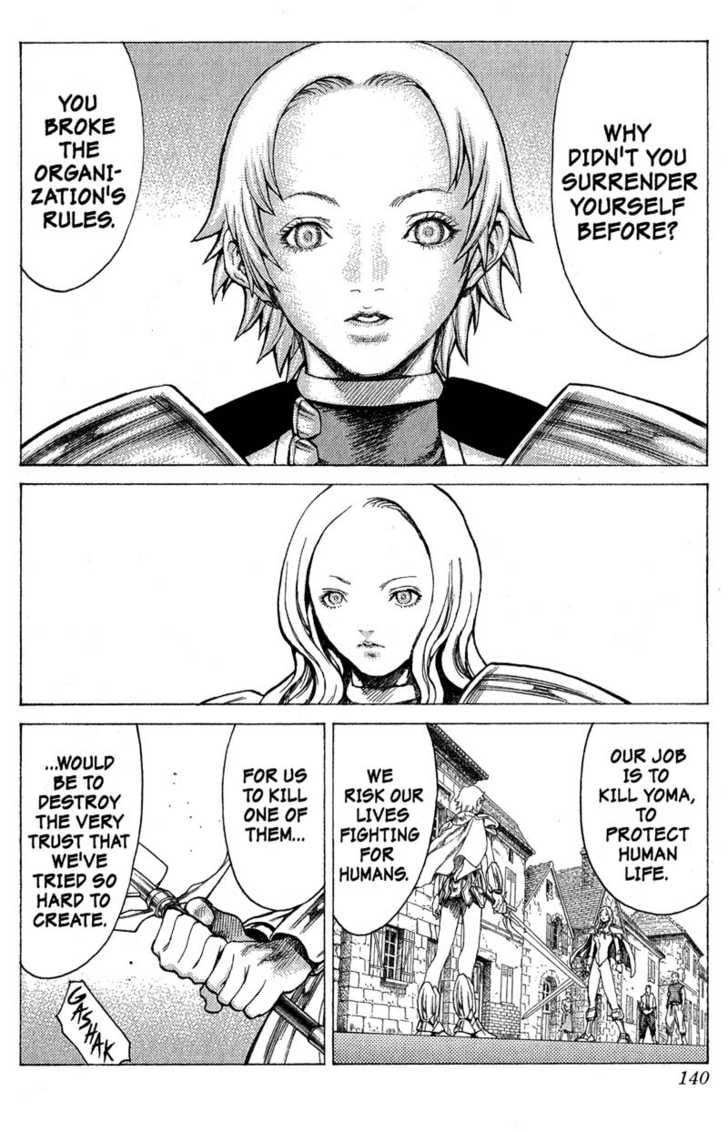 WHY
DIDN'T YOU
SURRENDER
YOURSELF
BEFORE?
YOU
BROKE
THE
ORGANI-
ZATION'S
RULES.
OUR JOB
IS TO
KILL YOMA,
TO
PROTECT
HUMAN
LIFE.
WE
RISK OUR
LIVES
FIGHTING
FOR
HUMANS.
FOR US
TO KILL
ONE OF
THEM...
...WOULD
BE TO
DESTROY
THE VERY
TRUST THAT
WE'VE
TRIED SO
HARD TO
CREATE.
GASHAK
140